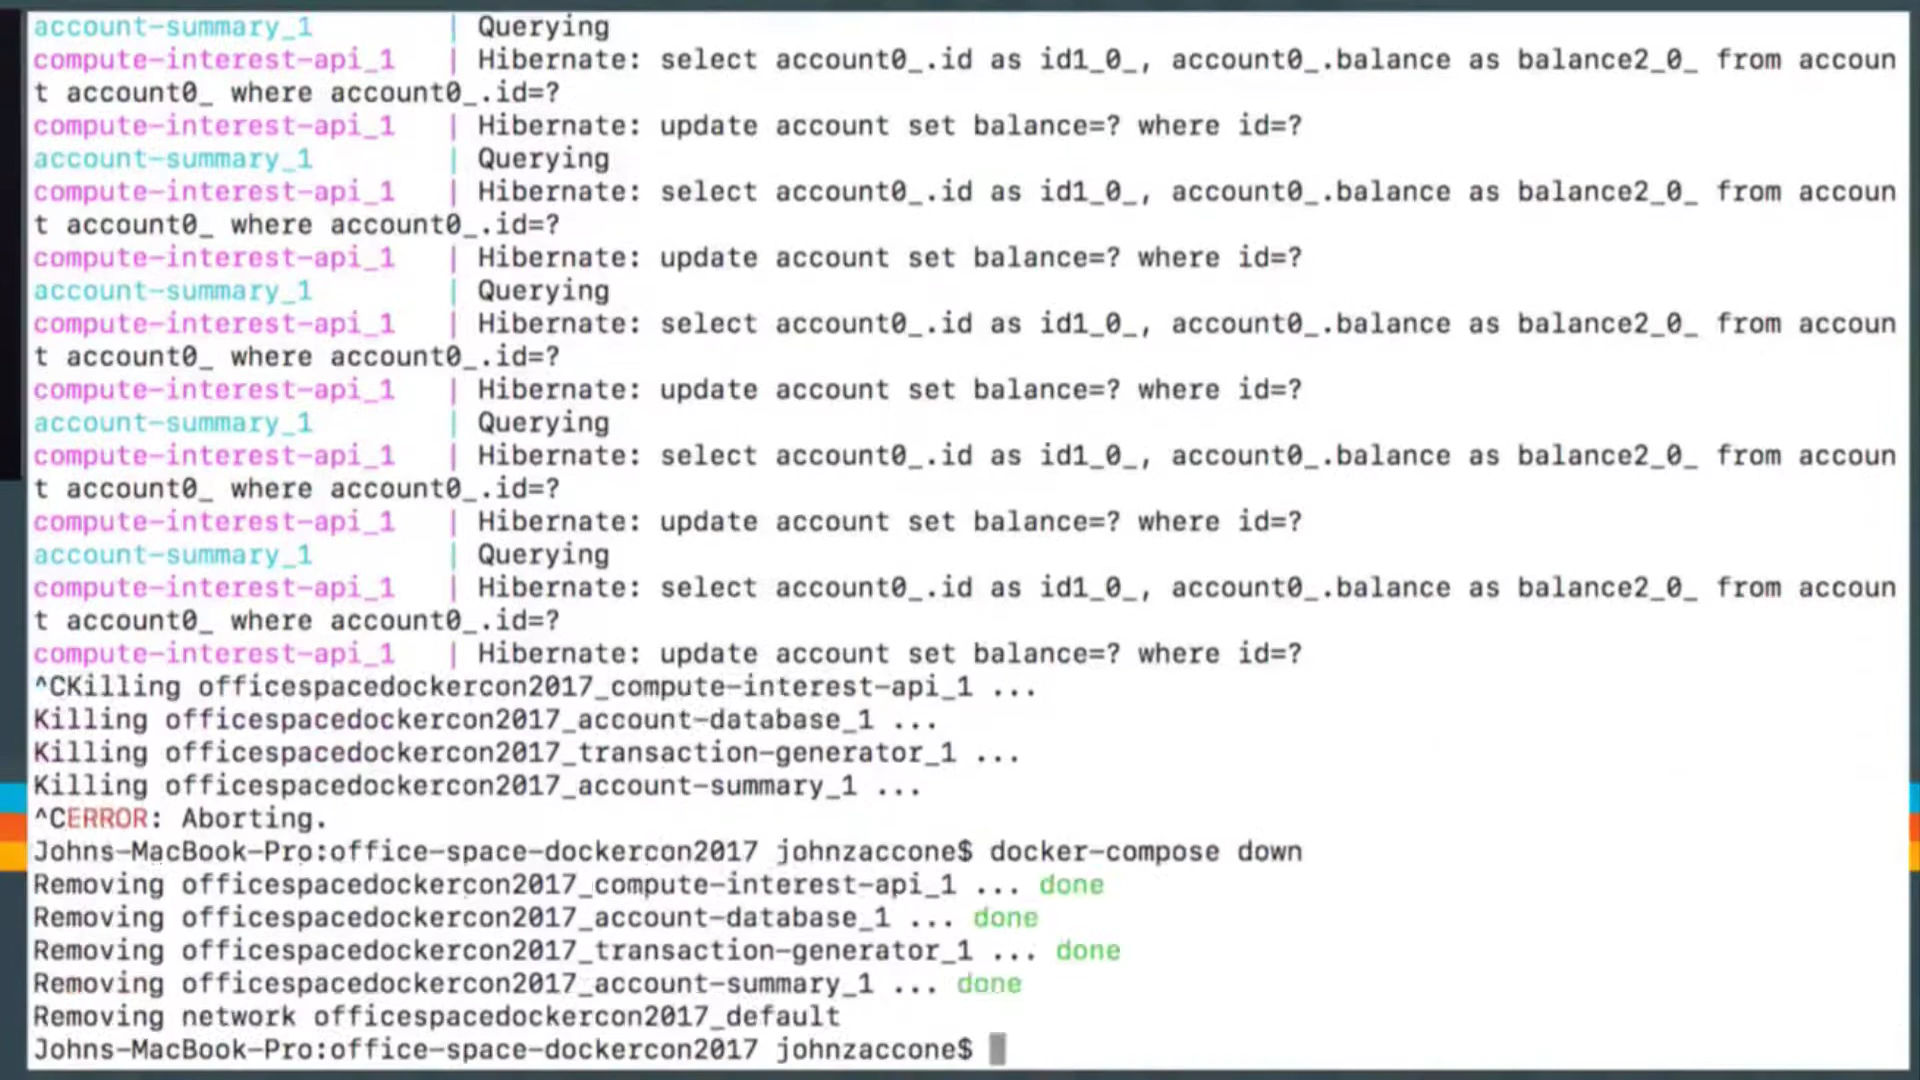 account-summary_1 | Querying
compute-interest-api_1 | Hibernate: select account0_.id as id1_0_, account0_.balance as balance2_0_ from accoun
t account0_ where account0_.id=?
compute-interest-api_1 | Hibernate: update account set balance=? where id=?
account-summary_1 | Querying
compute-interest-api_1 | Hibernate: select account0_.id as id1_0_, account0_.balance as balance2_0_ from accoun
t account0_ where account0_.id=?
compute-interest-api_1 | Hibernate: update account set balance=? where id=?
account-summary_1 | Querying
compute-interest-api_1 | Hibernate: select account0_.id as id1_0_, account0_.balance as balance2_0_ from accoun
t account0_ where account0_.id=?
compute-interest-api_1 | Hibernate: update account set balance=? where id=?
account-summary_1 | Querying
compute-interest-api_1 | Hibernate: select account0_.id as id1_0_, account0_.balance as balance2_0_ from accoun
t account0_ where account0_.id=?
compute-interest-api_1 | Hibernate: update account set balance=? where id=?
account-summary_1 | Querying
compute-interest-api_1 | Hibernate: select account0_.id as id1_0_, account0_.balance as balance2_0_ from accoun
t account0_ where account0_.id=?
compute-interest-api_1 | Hibernate: update account set balance=? where id=?
^CKilling officespacedockercon2017_compute-interest-api_1 ...
Killing officespacedockercon2017_account-database_1 ...
Killing officespacedockercon2017_transaction-generator_1 ...
Killing officespacedockercon2017_account-summary_1 ...
^CERROR: Aborting.
Johns-MacBook-Pro:office-space-dockercon2017 johnzaccone$ docker-compose down
Removing officespacedockercon2017_compute-interest-api_1 ... done
Removing officespacedockercon2017_account-database_1 ... done
Removing officespacedockercon2017_transaction-generator_1 ... done
Removing officespacedockercon2017_account-summary_1 ... done
Removing network officespacedockercon2017_default
Johns-MacBook-Pro:office-space-dockercon2017 johnzaccone$